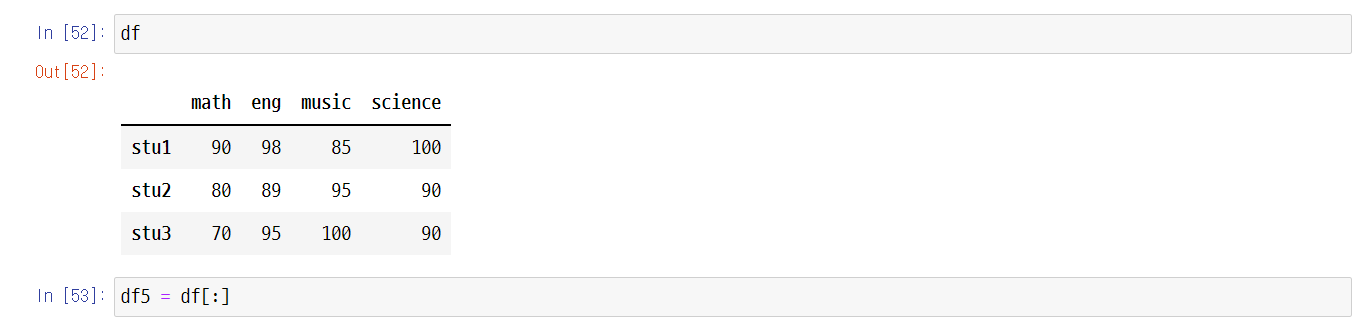 In [52]: df
Out[52]:
math eng music science
stu1 90 98 85 100
stu2 80 89 95 90
stu3 70 95 100 90
In [53]: df5 = df[:]